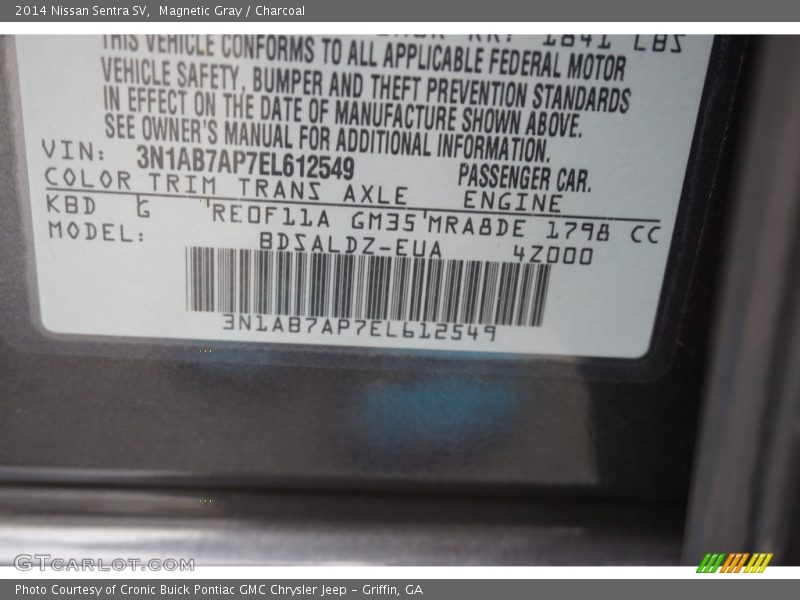 2014 Nissan Sentra SV, Magnetic Gray / Charcoal
1841 LBS
THIS VEHICLE CONFORMS TO ALL APPLICABLE FEDERAL MOTOR
VEHICLE SAFETY, BUMPER AND THEFT PREVENTION STANDARDS
IN EFFECT ON THE DATE OF MANUFACTURE SHOWN ABOVE.
SEE OWNER'S MANUAL FOR ADDITIONAL INFORMATION.
VIN: 3N1AB7AP7EL612549 PASSENGER CAR.
COLOR TRIM TRANS AXLE ENGINE
KBD G RE0F11A GM35 MRA8DE 1798 CC
MODEL: BDSALDZ-EUA 4Z000
3N1AB7AP7EL612549
GTCARLOT.COM
Photo Courtesy of Cronic Buick Pontiac GMC Chrysler Jeep - Griffin, GA